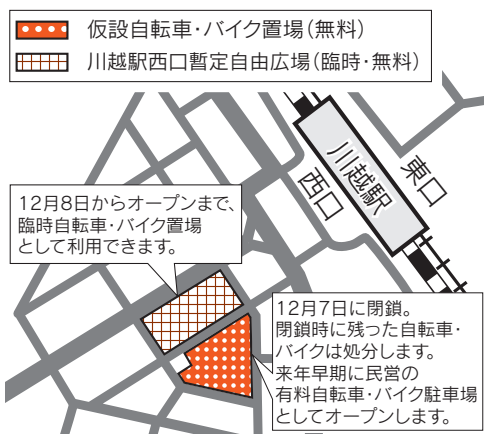 仮設自転車・バイク置場（無料）
川越駅西口暫定自由広場（臨時・無料）
川越駅
東口
西口
12月8日からオープンまで、
臨時自転車・バイク置場
として利用できます。
12月7日に閉鎖。
閉鎖時に残った自転車・
バイクは処分します。
来年早期に民営の
有料自転車・バイク駐車場
としてオープンします。